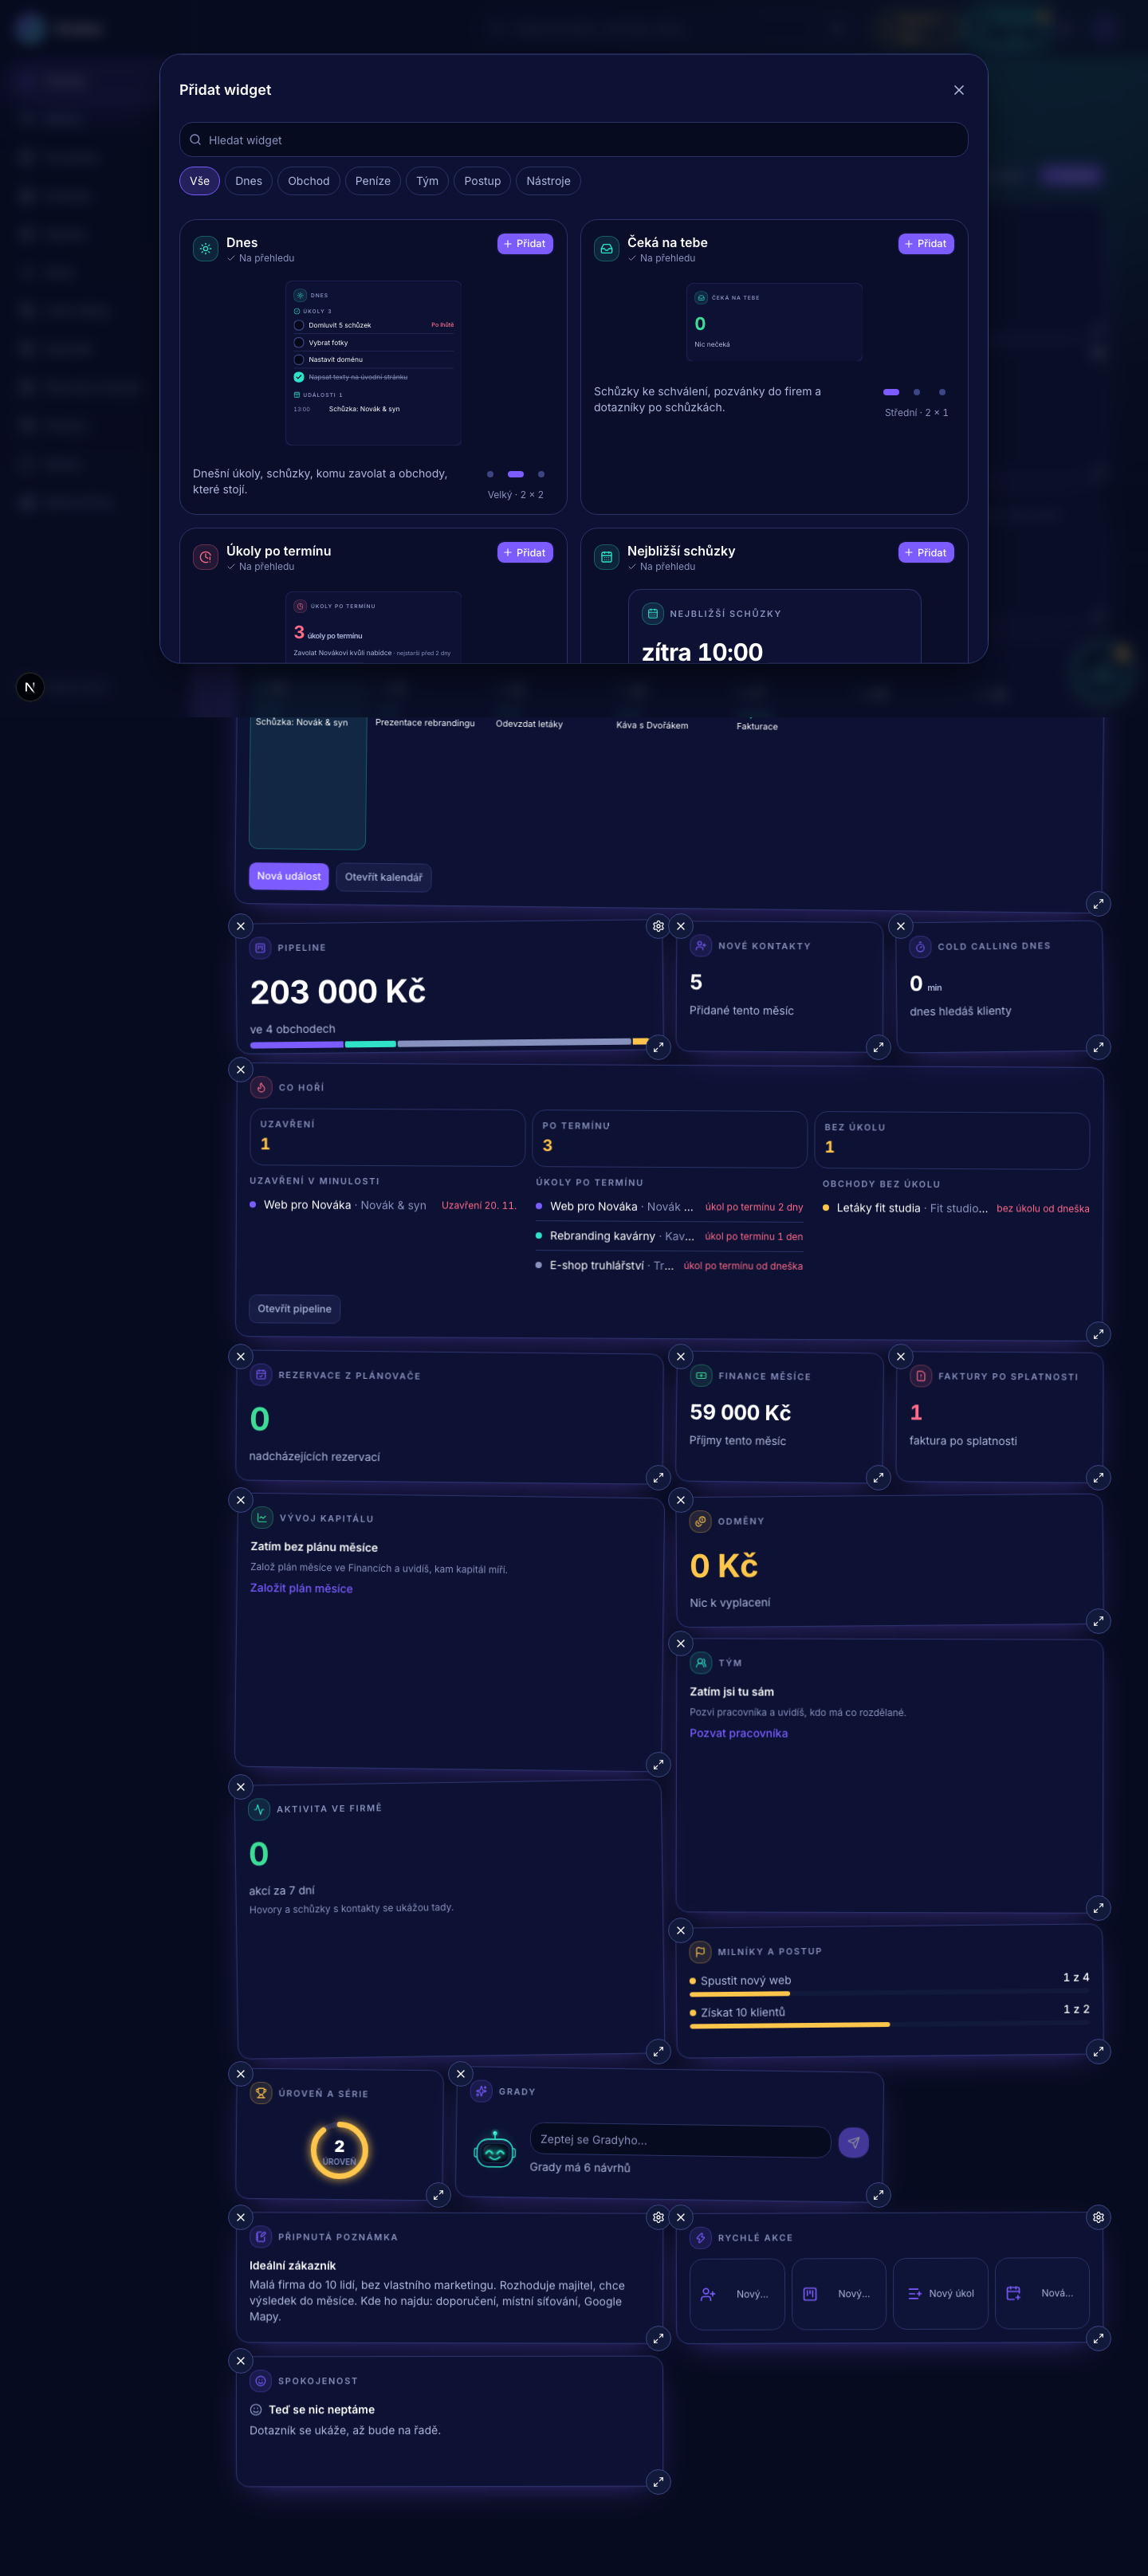 Přidat widget
Hledat widget
Vše
Dnes
Obchod
Peníze
Tým
Postup
Nástroje
Dnes
Na přehledu
Přidat
DNES
ÚKOLY 3
Domluvit 5 schůzek
Po lhůtě
Vybrat fotky
Nastavit doménu
Napsat texty na úvodní stránku
UDÁLOSTI 1
13:00 Schůzka: Novák & syn
Dnešní úkoly, schůzky, komu zavolat a obchody,
které stojí.
Velký · 2 × 2
Čeká na tebe
Na přehledu
Přidat
ČEKÁ NA TEBE
0
Nic nečeká
Schůzky ke schválení, pozvánky do firem a
dotazníky po schůzkách.
Střední · 2 × 1
Úkoly po termínu
Na přehledu
Přidat
ÚKOLY PO TERMÍNU
3 úkoly po termínu
Zavolat Novákovi kvůli nabídce · nejstarší před 2 dny
Nejbližší schůzky
Na přehledu
Přidat
NEJBLIŽŠÍ SCHŮZKY
zítra 10:00
N
Schůzka: Novák & syn
Prezentace rebrandingu
Odevzdat letáky
Káva s Dvořákem
Fakturace
Nová událost
Otevřít kalendář
PIPELINE
203 000 Kč
ve 4 obchodech
NOVÉ KONTAKTY
5
Přidané tento měsíc
COLD CALLING DNES
0 min
dnes hledáš klienty
CO HOŘÍ
UZAVŘENÍ
1
PO TERMÍNU
3
BEZ ÚKOLU
1
UZAVŘENÍ V MINULOSTI
Web pro Nováka · Novák & syn
Uzavření 20. 11.
ÚKOLY PO TERMÍNU
Web pro Nováka · Novák ...
úkol po termínu 2 dny
Rebranding kavárny · Kav...
úkol po termínu 1 den
E-shop truhlářství · Tr...
úkol po termínu od dneška
OBCHODY BEZ ÚKOLU
Letáky fit studia · Fit studio...
bez úkolu od dneška
Otevřít pipeline
REZERVACE Z PLÁNOVAČE
0
nadcházejících rezervací
FINANCE MĚSÍCE
59 000 Kč
Příjmy tento měsíc
FAKTURY PO SPLATNOSTI
1
faktura po splatnosti
VÝVOJ KAPITÁLU
Zatím bez plánu měsíce
Založ plán měsíce ve Financích a uvidíš, kam kapitál míří.
Založit plán měsíce
ODMĚNY
0 Kč
Nic k vyplacení
TÝM
Zatím jsi tu sám
Pozvi pracovníka a uvidíš, kdo má co rozdělané.
Pozvat pracovníka
AKTIVITA VE FIRMĚ
0
akcí za 7 dní
Hovory a schůzky s kontakty se ukážou tady.
MILNÍKY A POSTUP
Spustit nový web
1 z 4
Získat 10 klientů
1 z 2
ÚROVEŇ A SÉRIE
2
ÚROVEŇ
GRADY
Zeptej se Gradyho...
Grady má 6 návrhů
PŘIPNUTÁ POZNÁMKA
Ideální zákazník
Malá firma do 10 lidí, bez vlastního marketingu. Rozhoduje majitel, chce
výsledek do měsíce. Kde ho najdu: doporučení, místní síťování, Google
Mapy.
RYCHLÉ AKCE
Nový...
Nový...
Nový úkol
Nová...
SPOKOJENOST
Teď se nic neptáme
Dotazník se ukáže, až bude na řadě.